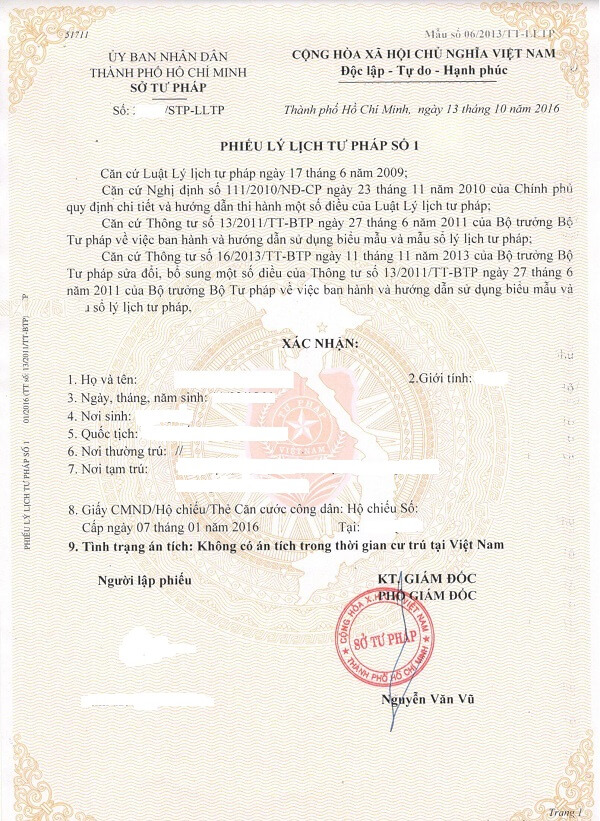 51711
Mẫu số 06/2013/TT-LLTP
ỦY BAN NHÂN DÂN
THÀNH PHỐ HỒ CHÍ MINH
SỞ TƯ PHÁP
Số: /STP-LLTP
CỘNG HÒA XÃ HỘI CHỦ NGHĨA VIỆT NAM
Độc lập - Tự do - Hạnh phúc
Thành phố Hồ Chí Minh, ngày 13 tháng 10 năm 2016
PHIẾU LÝ LỊCH TƯ PHÁP SỐ 1
Căn cứ Luật Lý lịch tư pháp ngày 17 tháng 6 năm 2009;
Căn cứ Nghị định số 111/2010/NĐ-CP ngày 23 tháng 11 năm 2010 của Chính phủ
quy định chi tiết và hướng dẫn thi hành một số điều của Luật Lý lịch tư pháp;
Căn cứ Thông tư số 13/2011/TT-BTP ngày 27 tháng 6 năm 2011 của Bộ trưởng Bộ
Tư pháp về việc ban hành và hướng dẫn sử dụng biểu mẫu và mẫu sổ lý lịch tư pháp;
Căn cứ Thông tư số 16/2013/TT-BTP ngày 11 tháng 11 năm 2013 của Bộ trưởng Bộ
Tư pháp sửa đổi, bổ sung một số điều của Thông tư số 13/2011/TT-BTP ngày 27 tháng 6
năm 2011 của Bộ trưởng Bộ Tư pháp về việc ban hành và hướng dẫn sử dụng biểu mẫu và
sổ lý lịch tư pháp,
XÁC NHẬN:
1. Họ và tên: 2.Giới tính:
3. Ngày, tháng, năm sinh:
4. Nơi sinh:
5. Quốc tịch:
6. Nơi thường trú: //
7. Nơi tạm trú:
8. Giấy CMND/Hộ chiếu/Thẻ Căn cước công dân: Hộ chiếu Số:
Cấp ngày 07 tháng 01 năm 2016 Tại:
9. Tình trạng án tích: Không có án tích trong thời gian cư trú tại Việt Nam
Người lập phiếu
KT. GIÁM ĐỐC
PHÓ GIÁM ĐỐC
CỘNG HÒA X.H.C.N VIỆT NAM
SỞ TƯ PHÁP
THÀNH PHỐ HỒ CHÍ MINH
Nguyễn Văn Vũ
TƯ PHÁP
VIỆT NAM
PHIẾU LÝ LỊCH TƯ PHÁP SỐ 1 01/2016 (TT số: 13/2011/TT-BTP)
Trang 1